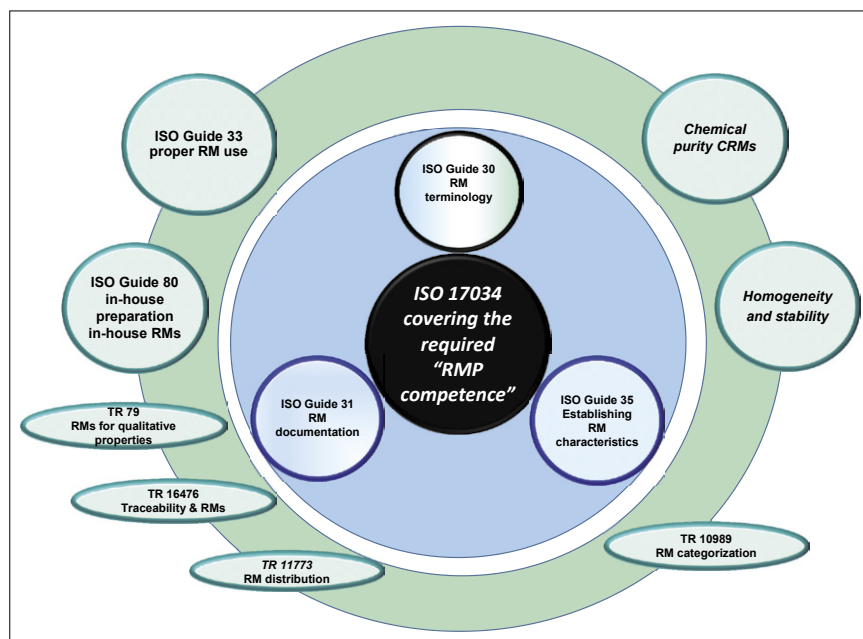 ISO Guide 33
proper RM use
Chemical
purity CRMs
ISO Guide 30
RM
terminology
ISO Guide 80
in-house
preparation
in-house RMs
ISO 17034
covering the
required
“RMP
competence”
Homogeneity
and stability
ISO Guide 31
RM
documentation
ISO Guide 35
Establishing
RM
characteristics
TR 79
RMs for qualitative
properties
TR 16476
Traceability & RMs
TR 11773
RM distribution
TR 10989
RM categorization